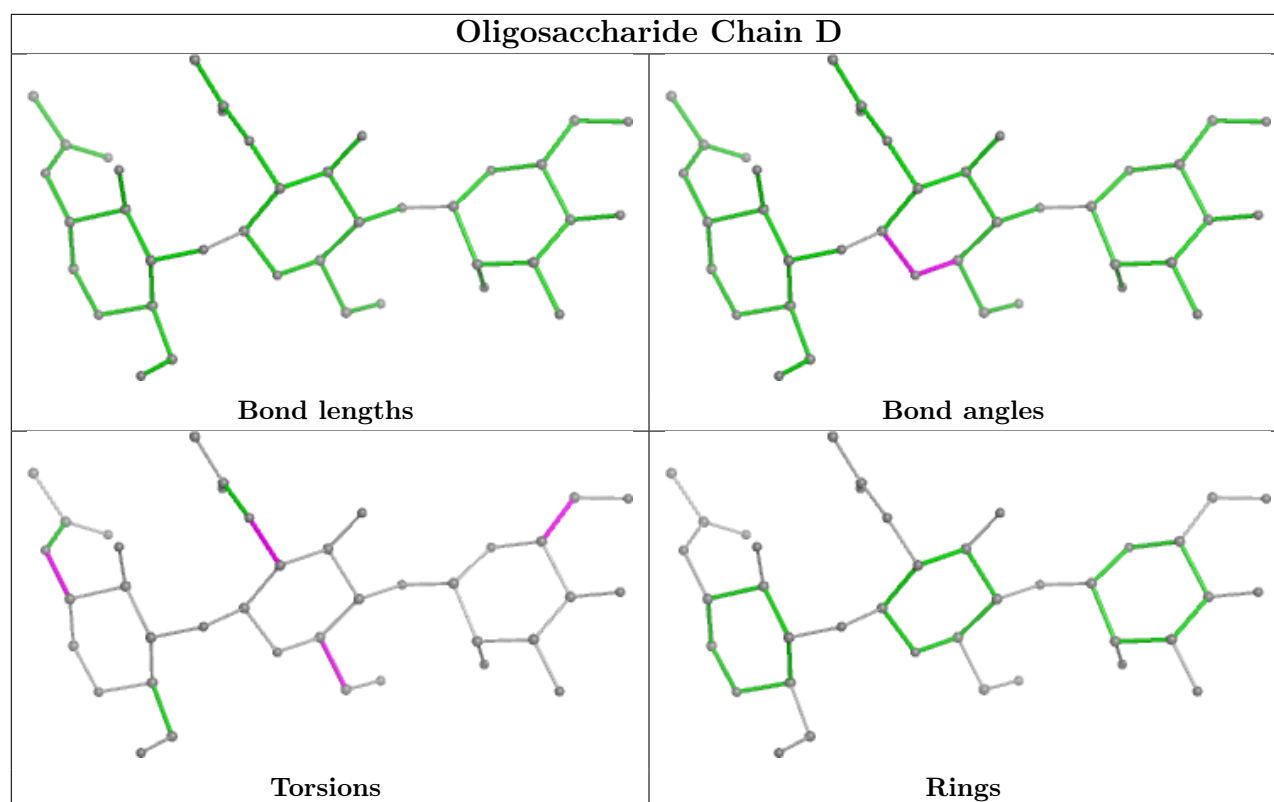 Oligosaccharide Chain D
Bond lengths
Bond angles
Torsions
Rings